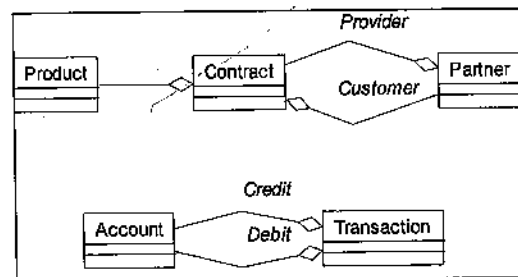 Provider
Product
Contract
Partner
Customer
Credit
Account
Transaction
Debit